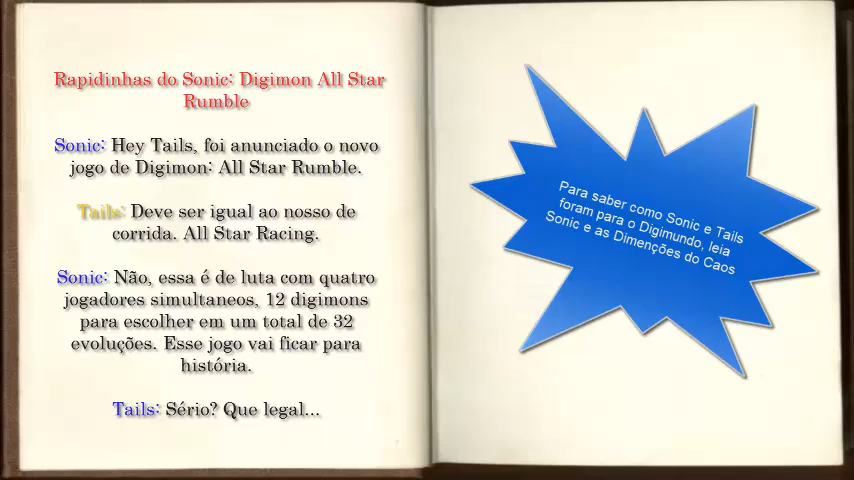 Rapidinhas do Sonic: Digimon All Star
Rumble
Sonic: Hey Tails, foi anunciado o novo
jogo de Digimon: All Star Rumble.
Tails: Deve ser igual ao nosso de
corrida. All Star Racing.
Sonic: Não, essa é de luta com quatro
jogadores simultaneos, 12 digimons
para escolher em um total de 32
evoluções. Esse jogo vai ficar para
história.
Tails: Sério? Que legal...
Para saber como Sonic e Tails
foram para o Digimundo, leia
Sonic e as Dimenções do Caos